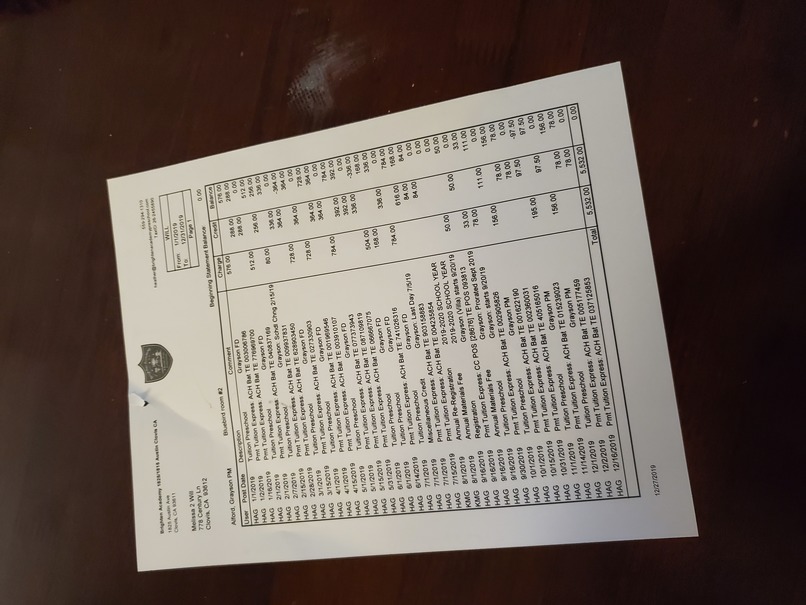 Brighten Academy 1825/1815 Austin Clovis CA
1825 Austin Ave
Clovis, CA 93611
559-294-1310
heather@brightenacademypreschool.com
WILL
From: 1/1/2019
To 12/31/2019
Page 1
Melissa 2 Will
778 Century Ln
Clovis, CA 93612
Beginning Statement Balance 0.00
Alford, Grayson PM Bluebird room #2
User Post Date Description Comment Charge Credit Balance
HAG 1/1/2019 Tuition Preschool Grayson FD 576.00 576.00
HAG 1/2/2019 Pmt Tuition Express: ACH Bat TE 003006786 288.00 288.00
HAG 1/16/2019 Pmt Tuition Express: ACH Bat TE 776969700 288.00 0.00
HAG 2/1/2019 Tuition Preschool Grayson FD 512.00 512.00
HAG 2/1/2019 Pmt Tuition Express: ACH Bat TE 040837169 256.00 256.00
HAG 2/7/2019 Tuition Preschool Grayson: Schdl Chng 2/15/19 80.00 336.00
HAG 2/15/2019 Pmt Tuition Express: ACH Bat TE 009937831 336.00 0.00
HAG 2/28/2019 Pmt Tuition Express: ACH Bat TE 628903450 364.00 -364.00
HAG 3/1/2019 Tuition Preschool Grayson FD 728.00 364.00
HAG 3/15/2019 Pmt Tuition Express: ACH Bat TE 027330903 364.00 0.00
HAG 4/1/2019 Tuition Preschool Grayson FD 728.00 728.00
HAG 4/1/2019 Pmt Tuition Express: ACH Bat TE 001969546 364.00 364.00
HAG 4/15/2019 Pmt Tuition Express: ACH Bat TE 003910107 364.00 0.00
HAG 5/1/2019 Tuition Preschool Grayson FD 784.00 784.00
HAG 5/1/2019 Pmt Tuition Express: ACH Bat TE 077373943 392.00 392.00
HAG 5/15/2019 Pmt Tuition Express: ACH Bat TE 087109819 392.00 0.00
HAG 5/31/2019 Pmt Tuition Express: ACH Bat TE 066667075 336.00 -336.00
HAG 6/1/2019 Tuition Preschool Grayson FD 504.00 168.00
HAG 6/1/2019 Tuition Preschool Grayson FD 168.00 336.00
HAG 6/14/2019 Pmt Tuition Express: ACH Bat TE 741026316 336.00 0.00
HAG 7/1/2019 Tuition Preschool Grayson FD 784.00 784.00
HAG 7/1/2019 Miscellaneous Credit Grayson: Last Day 7/5/19 616.00 168.00
HAG 7/1/2019 Pmt Tuition Express: ACH Bat TE 903158883 84.00 84.00
HAG 7/15/2019 Pmt Tuition Express: ACH Bat TE 004235854 84.00 0.00
KMG 8/1/2019 Annual Re-Registration 2019-2020 SCHOOL YEAR 0.00
KMG 8/1/2019 Annual Materials Fee 2019-2020 SCHOOL YEAR 0.00
HAG 9/16/2019 Registration Grayson (Villa) starts 9/20/19 50.00 50.00
HAG 9/16/2019 Pmt Tuition Express: CC POS [28676] TE POS 093813 50.00 0.00
HAG 9/16/2019 Annual Materials Fee Grayson: Prorated Sept 2019 33.00 33.00
HAG 9/16/2019 Tuition Preschool Grayson: starts 9/20/19 78.00 111.00
HAG 9/30/2019 Pmt Tuition Express: ACH Bat TE 002905826 111.00 0.00
HAG 10/1/2019 Tuition Preschool Grayson PM 156.00 156.00
HAG 10/1/2019 Pmt Tuition Express: ACH Bat TE 001622190 78.00 78.00
HAG 10/15/2019 Pmt Tuition Express: ACH Bat TE 002360031 78.00 0.00
HAG 10/31/2019 Pmt Tuition Express: ACH Bat TE 405165016 97.50 -97.50
HAG 11/1/2019 Tuition Preschool Grayson PM 195.00 97.50
HAG 11/14/2019 Pmt Tuition Express: ACH Bat TE 015239023 97.50 0.00
HAG 12/1/2019 Tuition Preschool Grayson PM 156.00 156.00
HAG 12/2/2019 Pmt Tuition Express: ACH Bat TE 005177459 78.00 78.00
HAG 12/16/2019 Pmt Tuition Express: ACH Bat TE 037125853 78.00 0.00
Total 5,532.00 5,532.00 0.00
12/27/2019